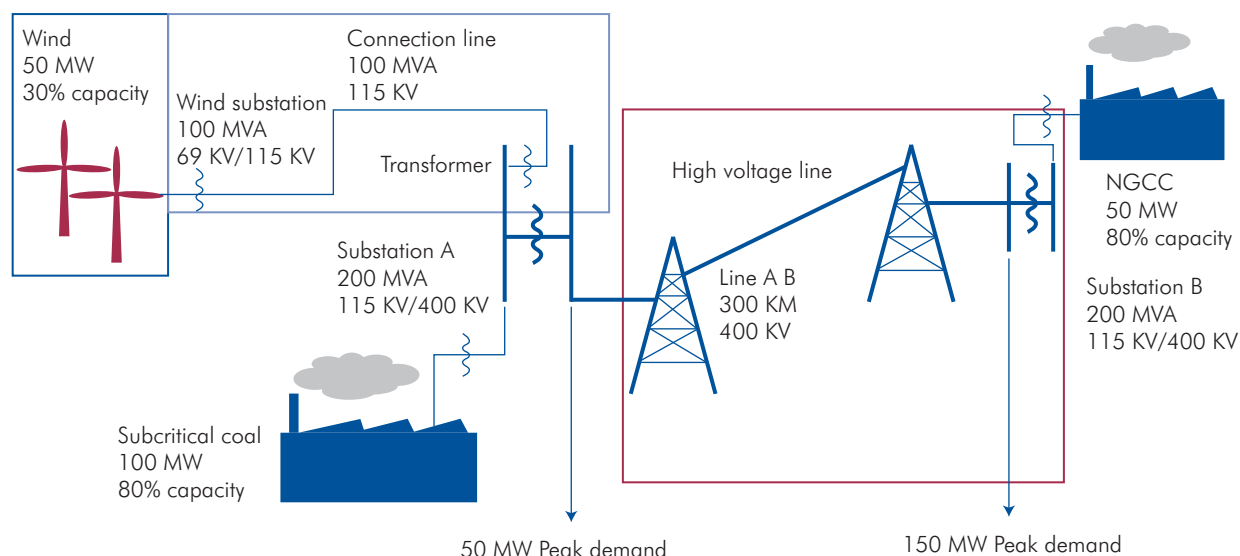 Wind
50 MW
30% capacity
Wind substation
100 MVA
69 KV/115 KV
Connection line
100 MVA
115 KV
Transformer
Substation A
200 MVA
115 KV/400 KV
Subcritical coal
100 MW
80% capacity
50 MW Peak demand
High voltage line
Line A B
300 KM
400 KV
NGCC
50 MW
80% capacity
Substation B
200 MVA
115 KV/400 KV
150 MW Peak demand